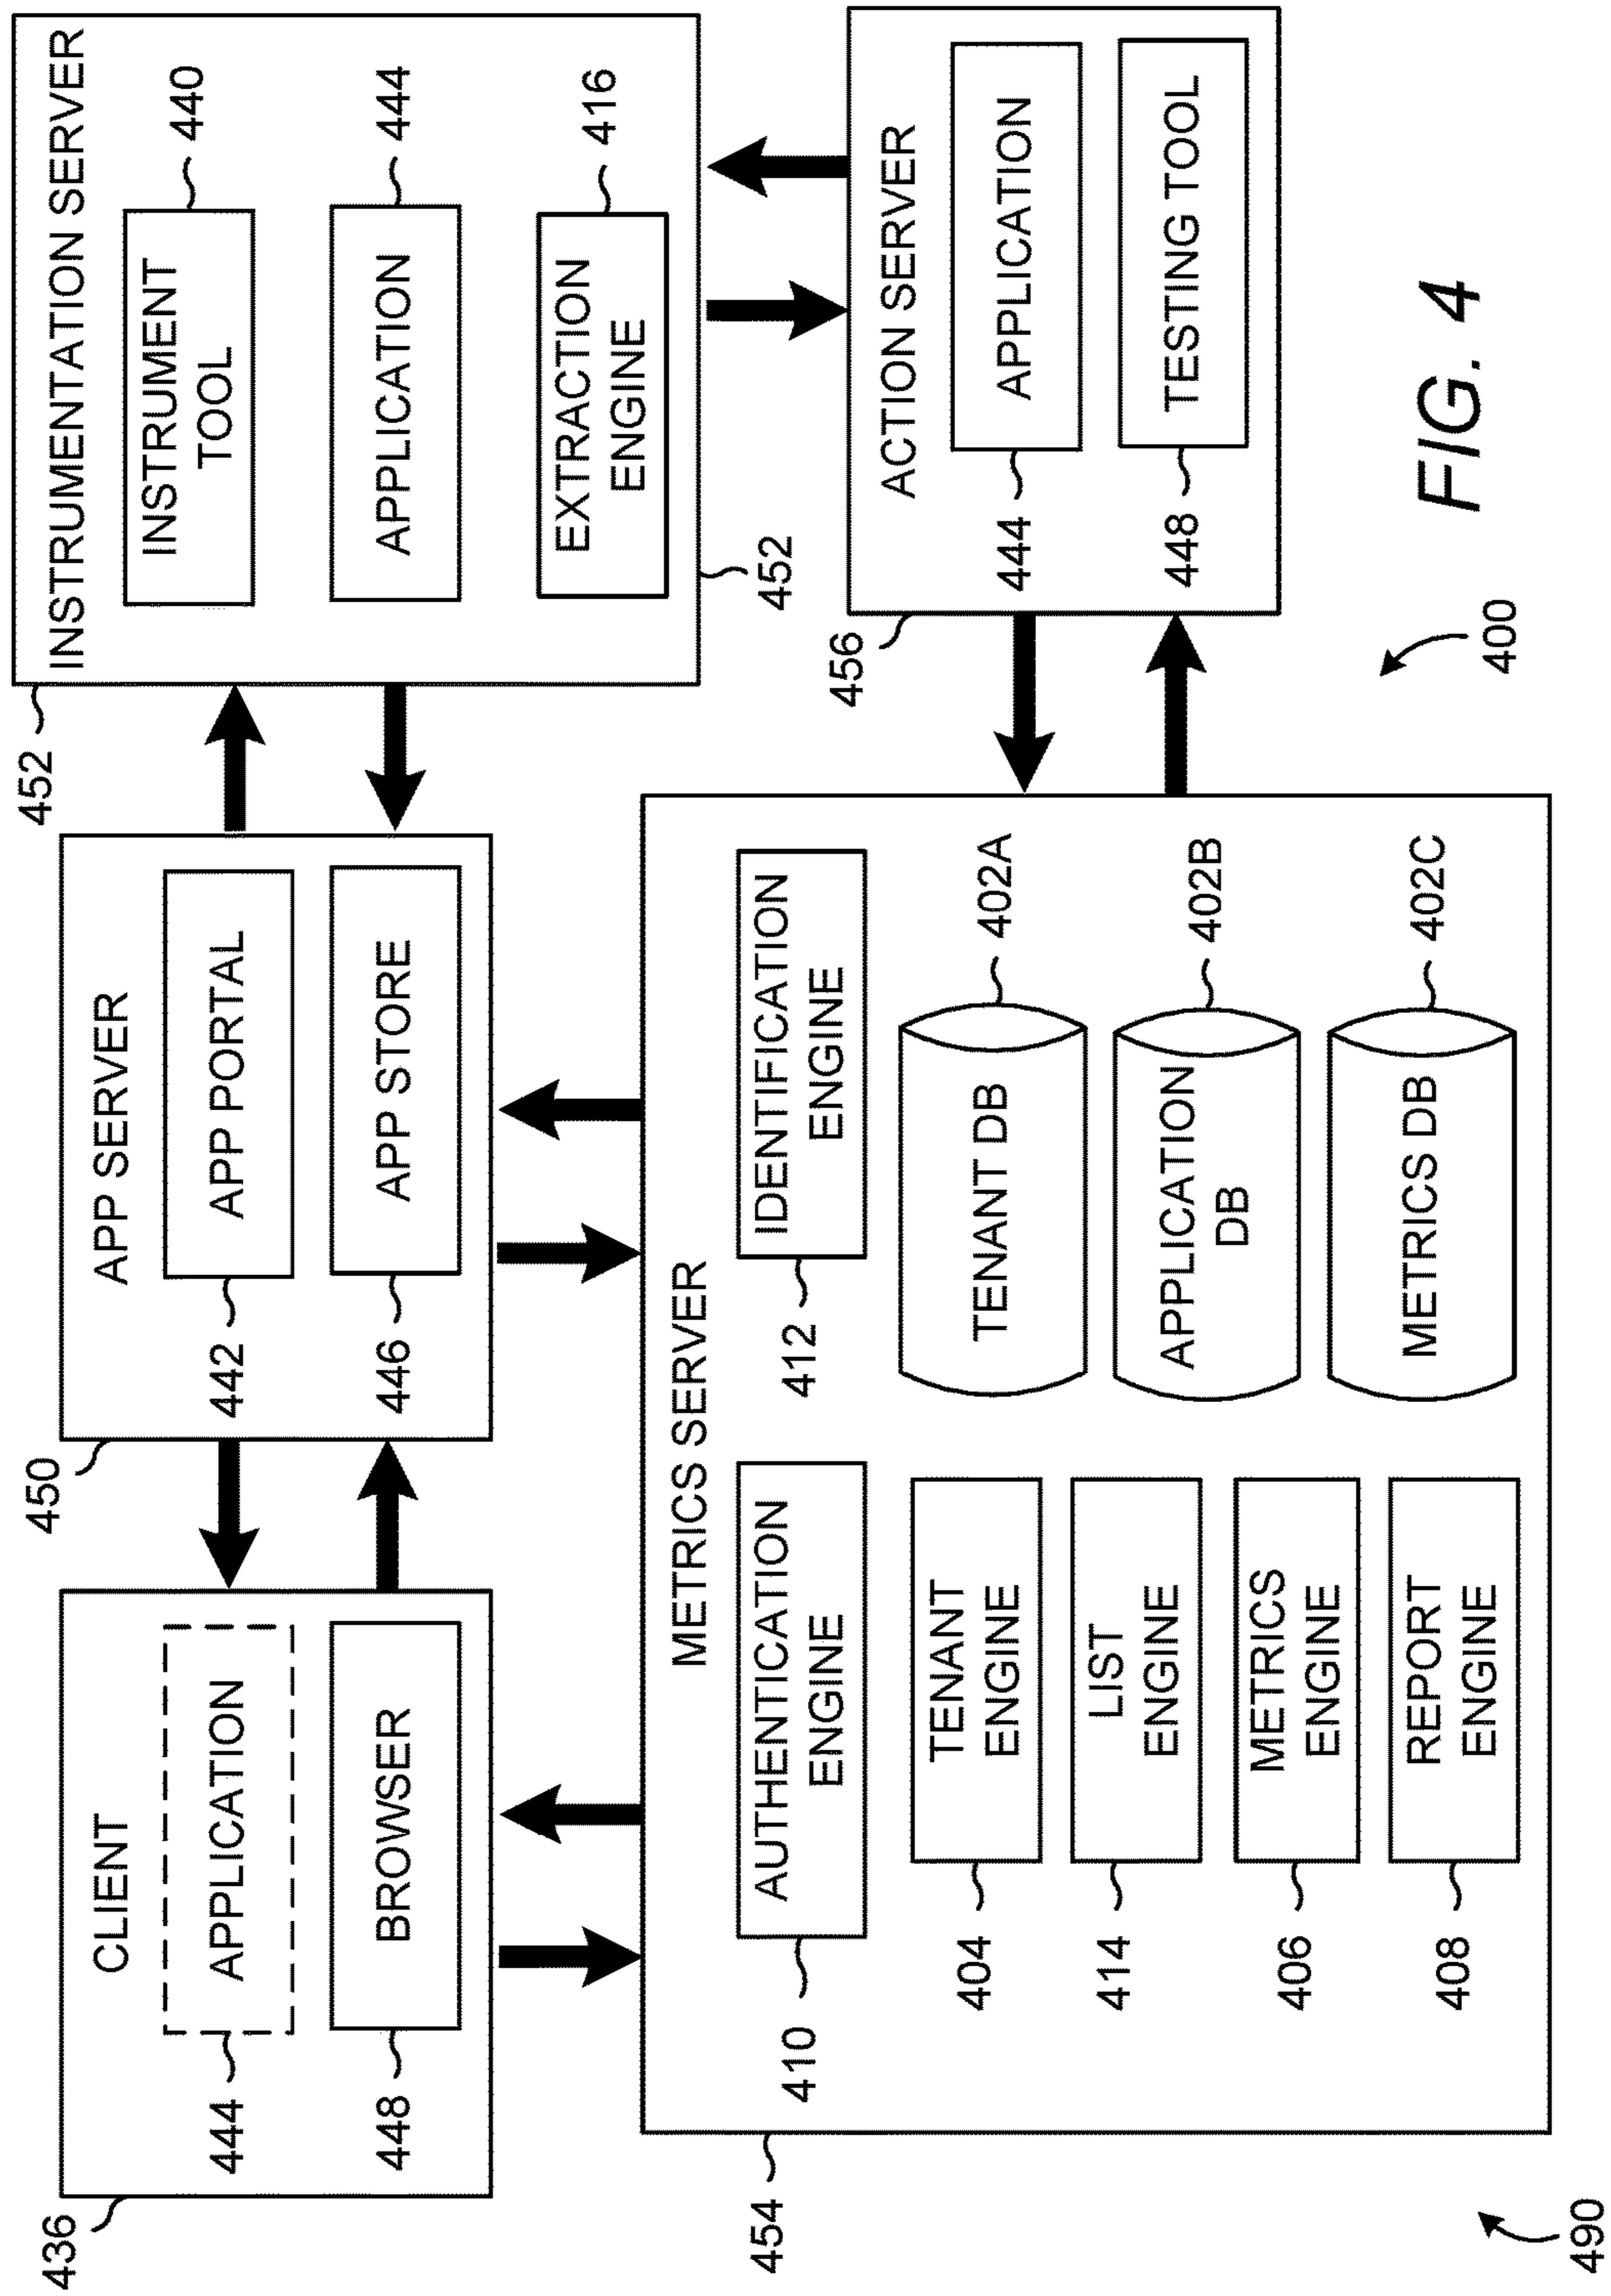 436
CLIENT
444
APPLICATION
448
BROWSER
450
APP SERVER
442
APP PORTAL
446
APP STORE
452
INSTRUMENTATION SERVER
INSTRUMENT
TOOL
440
APPLICATION
444
EXTRACTION
ENGINE
416
452
454
METRICS SERVER
410
AUTHENTICATION
ENGINE
412
IDENTIFICATION
ENGINE
404
TENANT
ENGINE
414
LIST
ENGINE
406
METRICS
ENGINE
408
REPORT
ENGINE
TENANT DB
402A
APPLICATION
DB
402B
METRICS DB
402C
456
ACTION SERVER
444
APPLICATION
448
TESTING TOOL
490
400
FIG. 4